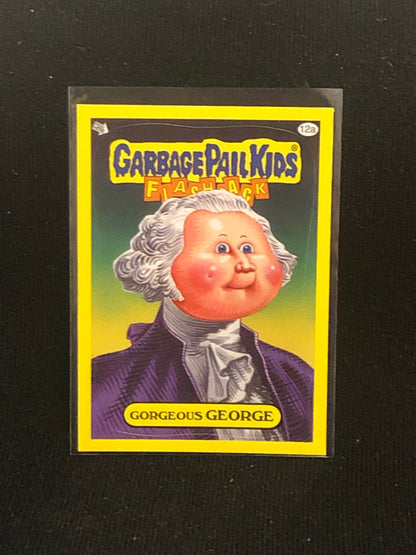 12a
GARBAGE PAIL KIDS®
FLASHBACK
GORGEOUS GEORGE